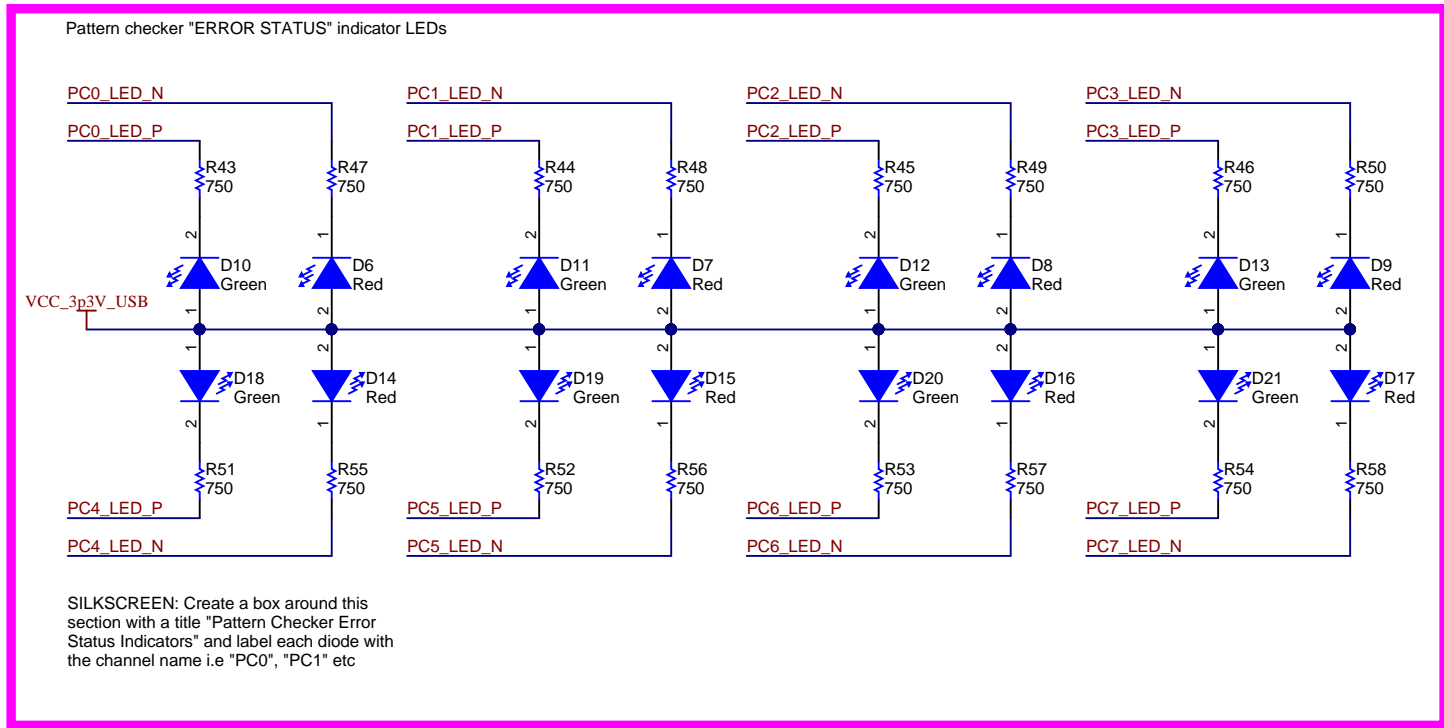 Pattern checker "ERROR STATUS" indicator LEDs
PC0_LED_N PC1_LED_N PC2_LED_N PC3_LED_N
PC0_LED_P PC1_LED_P PC2_LED_P PC3_LED_P
R43 R47 R44 R48 R45 R49 R46 R50
750 750 750 750 750 750 750 750
2 1 2 1 2 1 2 1
D10 D6 D11 D7 D12 D8 D13 D9
Green Red Green Red Green Red Green Red
VCC_3p3V_USB
1 2 1 2 1 2 1 2
1 2 1 2 1 2 1 2
D18 D14 D19 D15 D20 D16 D21 D17
Green Red Green Red Green Red Green Red
2 1 2 1 2 1 2 1
R51 R55 R52 R56 R53 R57 R54 R58
750 750 750 750 750 750 750 750
PC4_LED_P PC5_LED_P PC6_LED_P PC7_LED_P
PC4_LED_N PC5_LED_N PC6_LED_N PC7_LED_N
SILKSCREEN: Create a box around this
section with a title "Pattern Checker Error
Status Indicators" and label each diode with
the channel name i.e "PC0", "PC1" etc